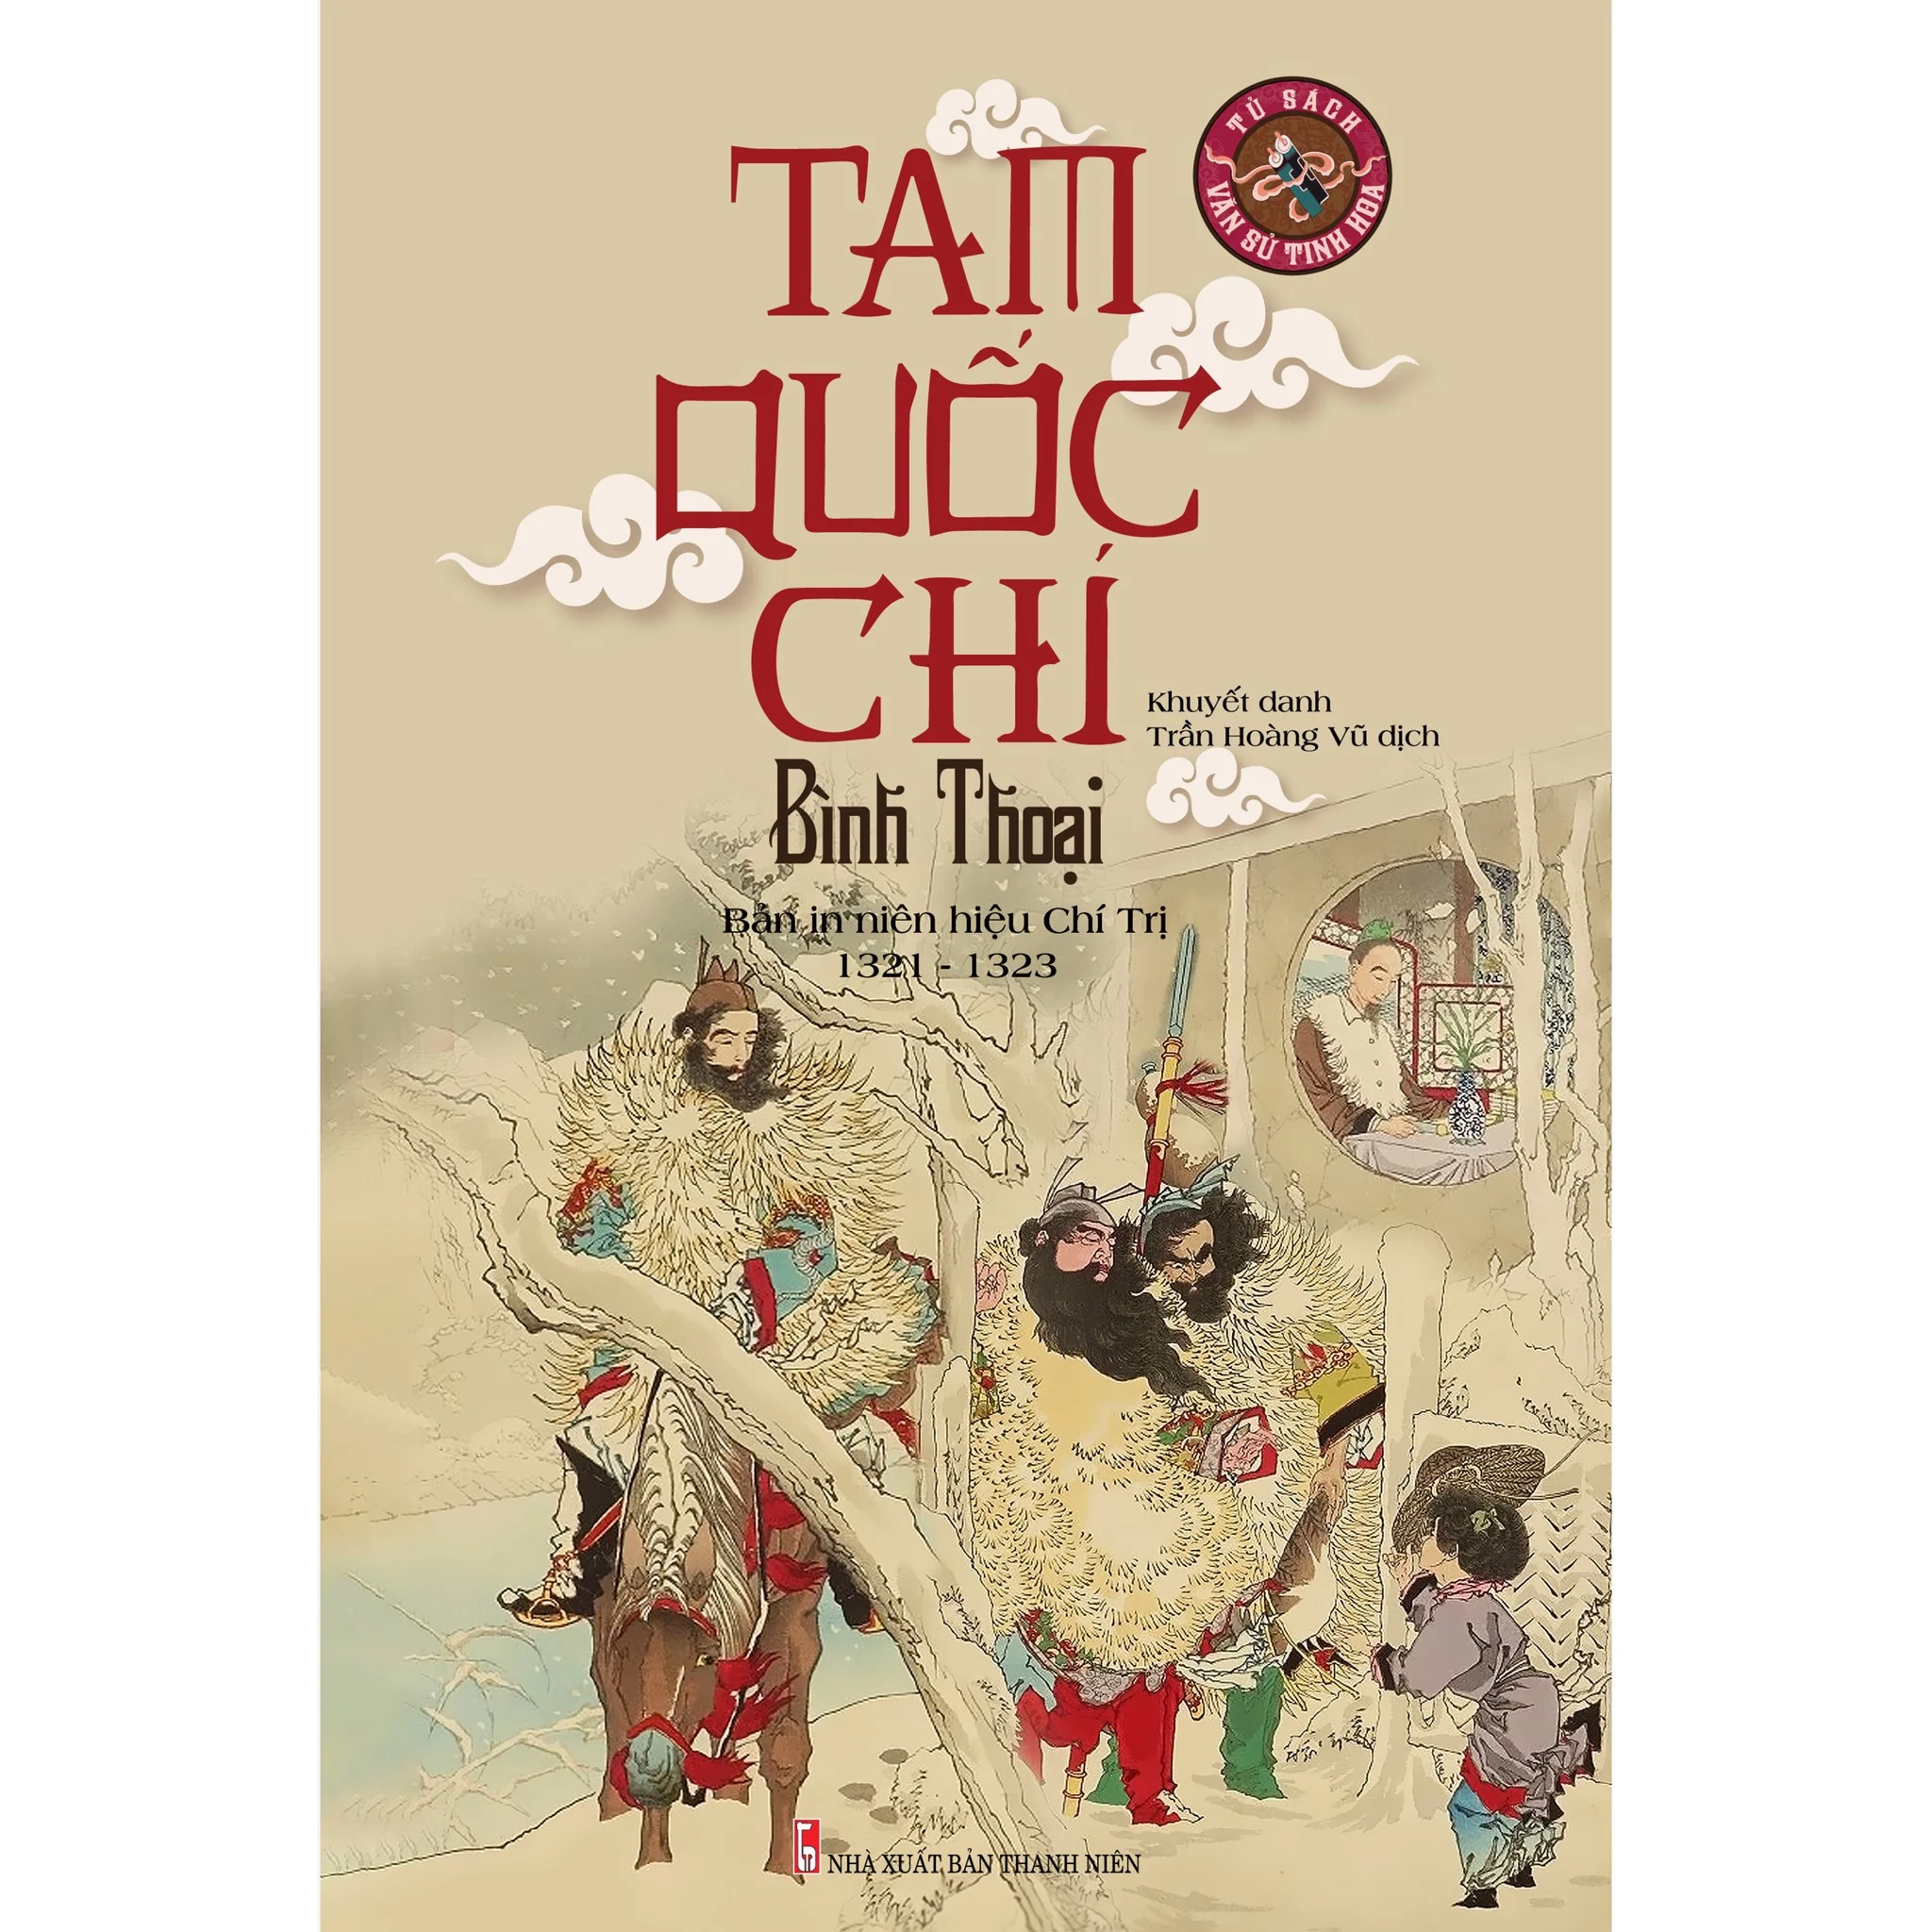 TỦ SÁCH
VĂN SỬ TINH HOA
TAM
QUỐC
CHÍ
Khuyết danh
Trần Hoàng Vũ dịch
Bình Thoại
Bản in niên hiệu Chí Trị
1321 - 1323
NHÀ XUẤT BẢN THANH NIÊN